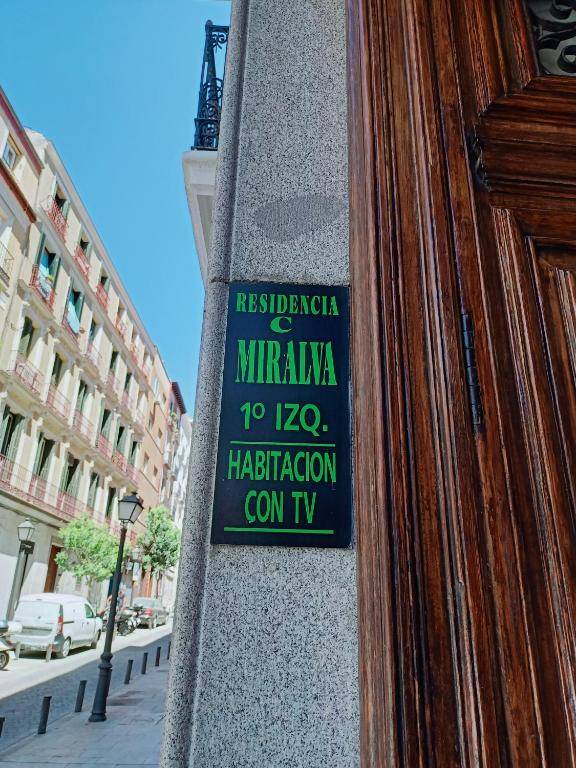 RESIDENCIA
C
MIRALVA
1º IZQ.
HABITACION
CON TV